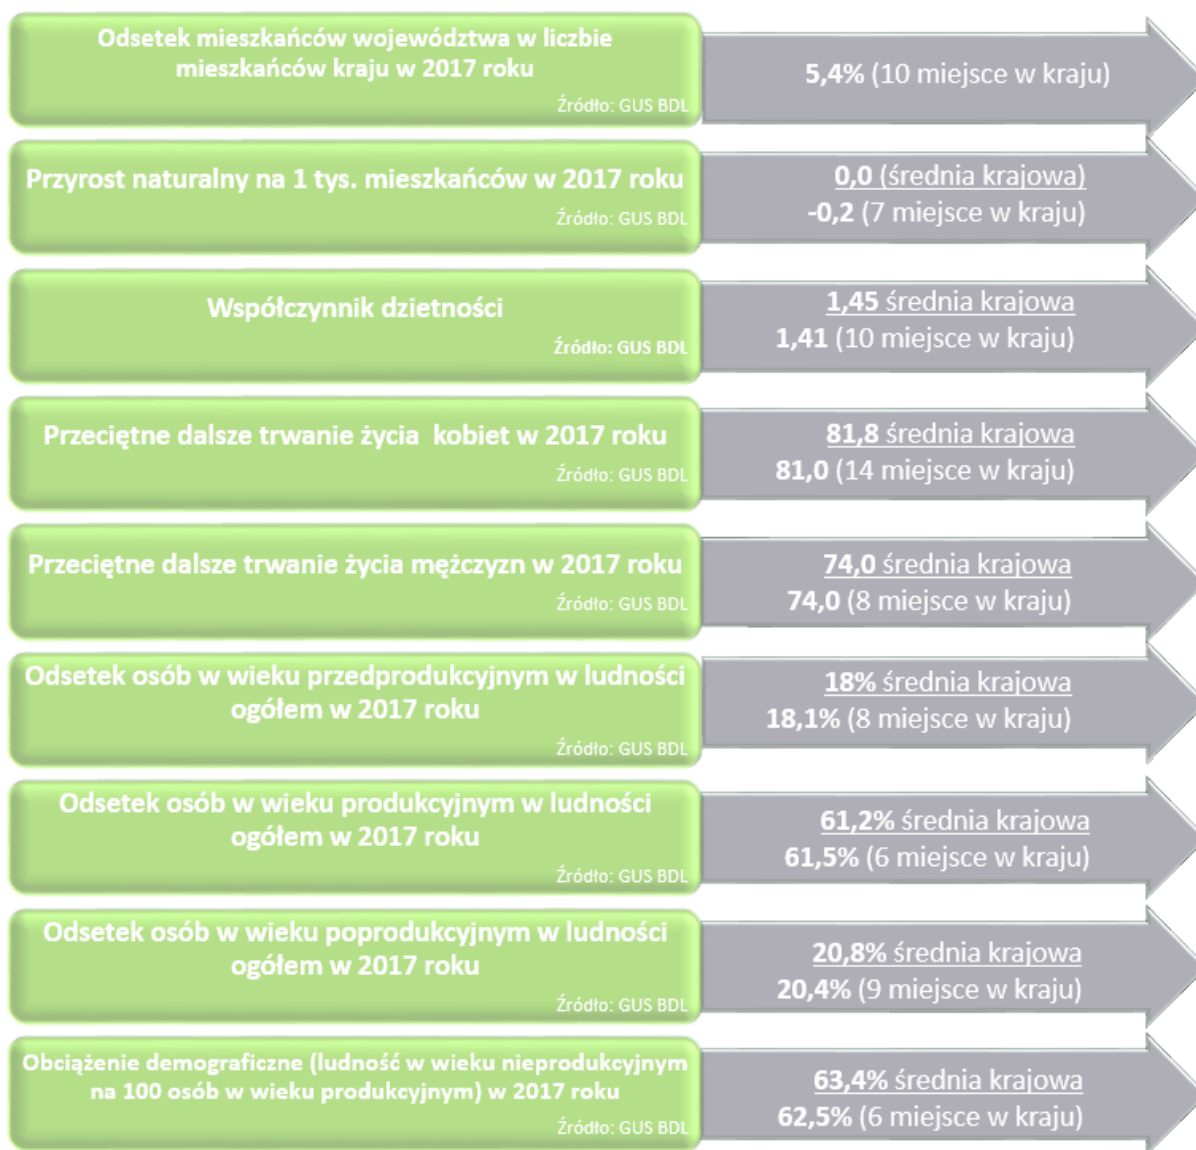 Odsetek mieszkańców województwa w liczbie
mieszkańców kraju w 2017 roku
Źródło: GUS BDL
5,4% (10 miejsce w kraju)
Przyrost naturalny na 1 tys. mieszkańców w 2017 roku
Źródło: GUS BDL
0,0 (średnia krajowa)
-0,2 (7 miejsce w kraju)
Współczynnik dzietności
Źródło: GUS BDL
1,45 średnia krajowa
1,41 (10 miejsce w kraju)
Przeciętne dalsze trwanie życia kobiet w 2017 roku
Źródło: GUS BDL
81,8 średnia krajowa
81,0 (14 miejsce w kraju)
Przeciętne dalsze trwanie życia mężczyzn w 2017 roku
Źródło: GUS BDL
74,0 średnia krajowa
74,0 (8 miejsce w kraju)
Odsetek osób w wieku przedprodukcyjnym w ludności
ogółem w 2017 roku
Źródło: GUS BDL
18% średnia krajowa
18,1% (8 miejsce w kraju)
Odsetek osób w wieku produkcyjnym w ludności
ogółem w 2017 roku
Źródło: GUS BDL
61,2% średnia krajowa
61,5% (6 miejsce w kraju)
Odsetek osób w wieku poprodukcyjnym w ludności
ogółem w 2017 roku
Źródło: GUS BDL
20,8% średnia krajowa
20,4% (9 miejsce w kraju)
Obciążenie demograficzne (ludność w wieku nieprodukcyjnym
na 100 osób w wieku produkcyjnym) w 2017 roku
Źródło: GUS BDL
63,4% średnia krajowa
62,5% (6 miejsce w kraju)